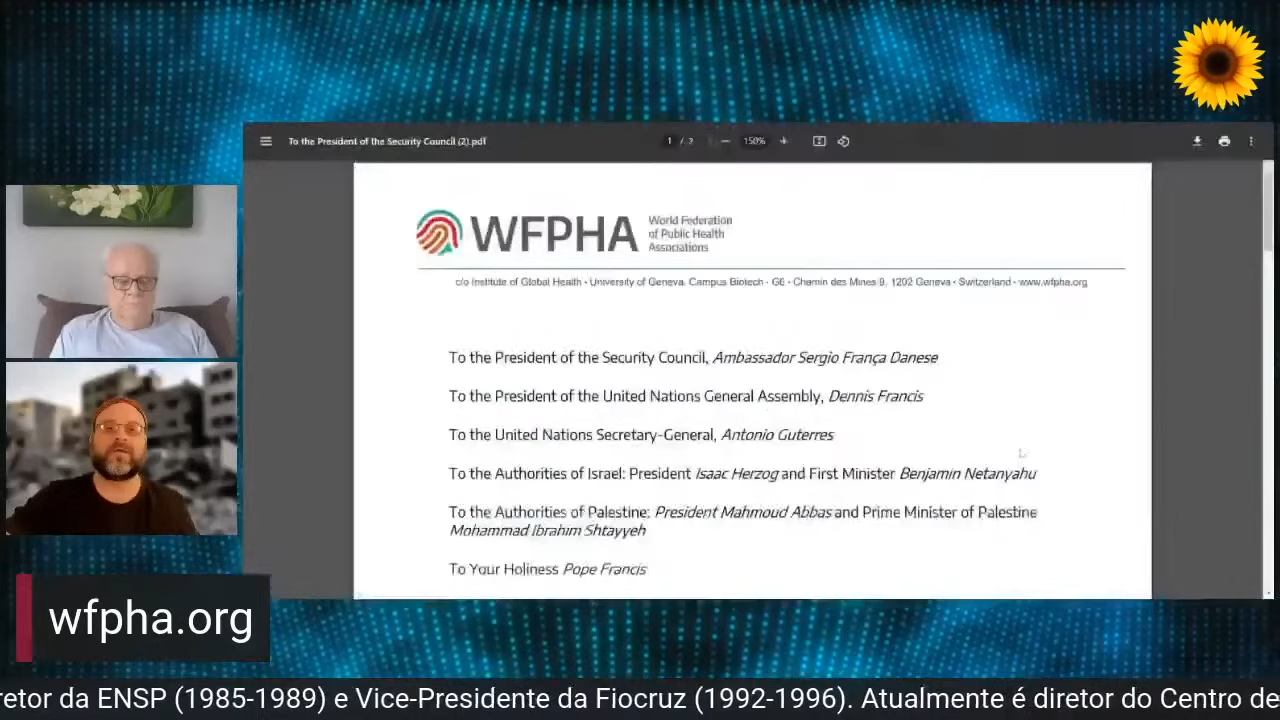 To the President of the Security Council (2).pdf
1 / 2
150%
WFPHA
World Federation
of Public Health
Associations
c/o Institute of Global Health - University of Geneva, Campus Biotech - G6 - Chemin des Mines 9, 1202 Geneva - Switzerland - www.wfpha.org
To the President of the Security Council, Ambassador Sergio França Danese
To the President of the United Nations General Assembly, Dennis Francis
To the United Nations Secretary-General, Antonio Guterres
To the Authorities of Israel: President Isaac Herzog and First Minister Benjamin Netanyahu
To the Authorities of Palestine: President Mahmoud Abbas and Prime Minister of Palestine
Mohammad Ibrahim Shtayyeh
To Your Holiness Pope Francis
wfpha.org
retor da ENSP (1985-1989) e Vice-Presidente da Fiocruz (1992-1996). Atualmente é diretor do Centro de